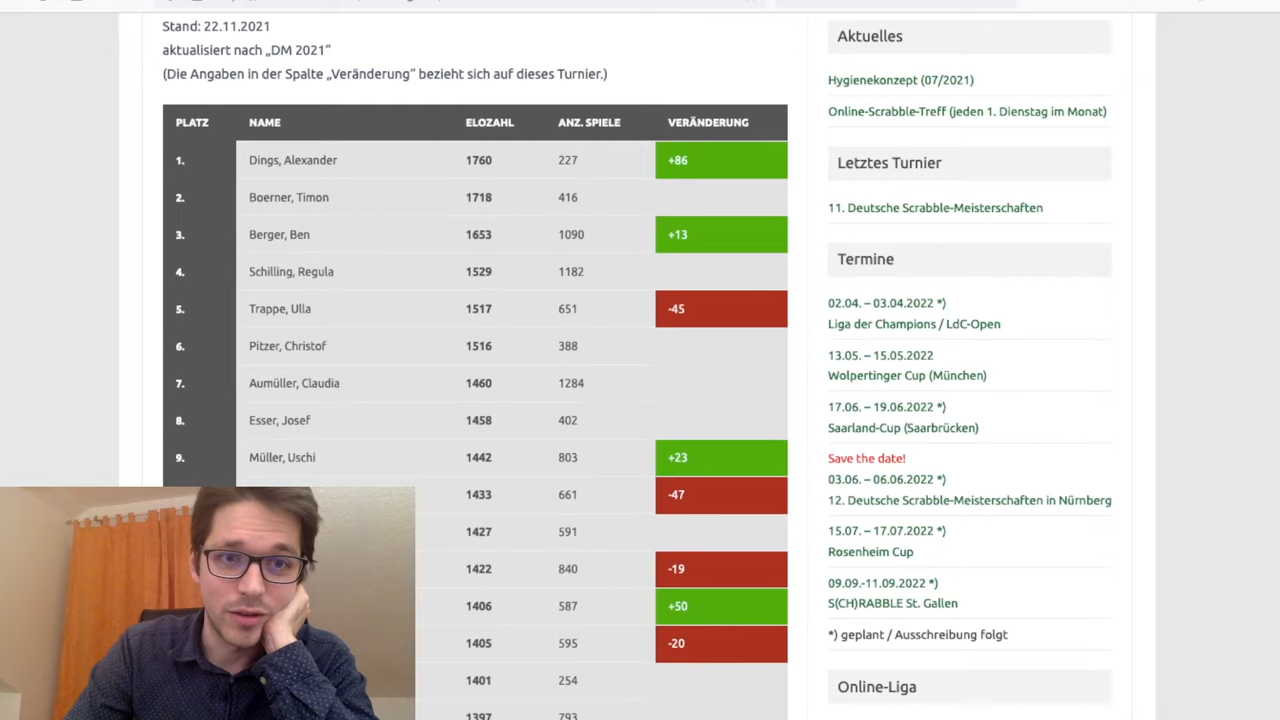 Stand: 22.11.2021
aktualisiert nach „DM 2021“
(Die Angaben in der Spalte „Veränderung“ bezieht sich auf dieses Turnier.)
PLATZ NAME ELOZAHL ANZ. SPIELE VERÄNDERUNG
1. Dings, Alexander 1760 227 +86
2. Boerner, Timon 1718 416
3. Berger, Ben 1653 1090 +13
4. Schilling, Regula 1529 1182
5. Trappe, Ulla 1517 651 -45
6. Pitzer, Christof 1516 388
7. Aumüller, Claudia 1460 1284
8. Esser, Josef 1458 402
9. Müller, Uschi 1442 803 +23
1433 661 -47
1427 591
1422 840 -19
1406 587 +50
1405 595 -20
1401 254
1397 793
Aktuelles
Hygienekonzept (07/2021)
Online-Scrabble-Treff (jeden 1. Dienstag im Monat)
Letztes Turnier
11. Deutsche Scrabble-Meisterschaften
Termine
02.04. – 03.04.2022 *)
Liga der Champions / LdC-Open
13.05. – 15.05.2022
Wolpertinger Cup (München)
17.06. – 19.06.2022 *)
Saarland-Cup (Saarbrücken)
Save the date!
03.06. – 06.06.2022 *)
12. Deutsche Scrabble-Meisterschaften in Nürnberg
15.07. – 17.07.2022 *)
Rosenheim Cup
09.09.-11.09.2022 *)
S(CH)RABBLE St. Gallen
*) geplant / Ausschreibung folgt
Online-Liga